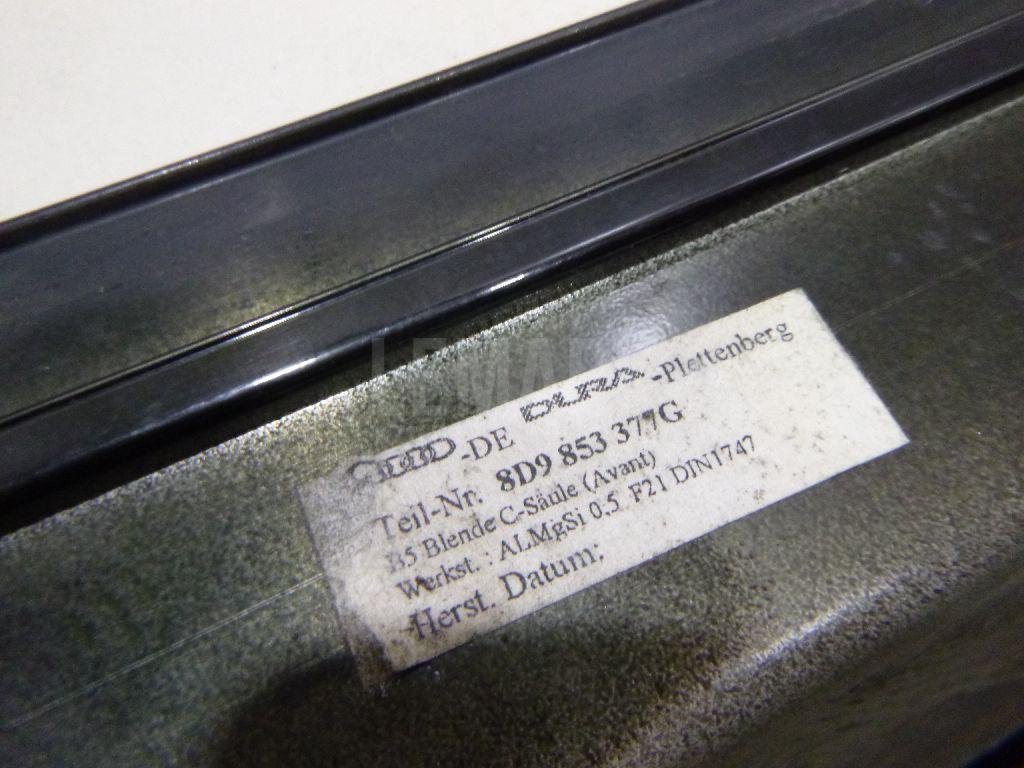 -DE DURA-Plettenberg
Teil-Nr. 8D9 853 377G
B5 Blende C-Säule (Avant)
Werkst. : ALMgSi 0.5 F21 DIN1747
Herst. Datum: